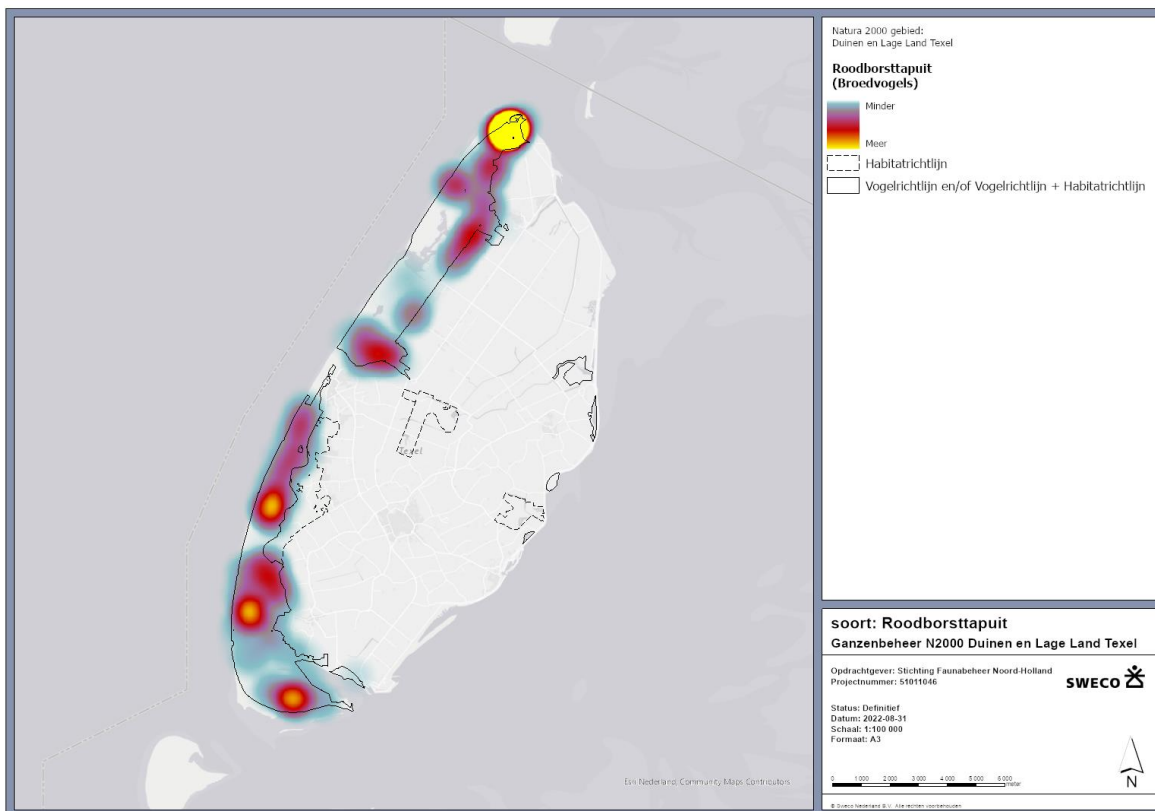 Texel
Esri Nederland, Community Maps Contributors
Natura 2000 gebied:
Duinen en Lage Land Texel
Roodborsttapuit
(Broedvogels)
Minder
Meer
Habitatrichtlijn
Vogelrichtlijn en/of Vogelrichtlijn + Habitatrichtlijn
soort: Roodborsttapuit
Ganzenbeheer N2000 Duinen en Lage Land Texel
Opdrachtgever: Stichting Faunabeheer Noord-Holland
Projectnummer: 51011046
SWECO
Status: Definitief
Datum: 2022-08-31
Schaal: 1:100 000
Formaat: A3
0 1 000 2 000 3 000 4 000 5 000 6 000
meter
N
© Sweco Nederland B.V. Alle rechten voorbehouden